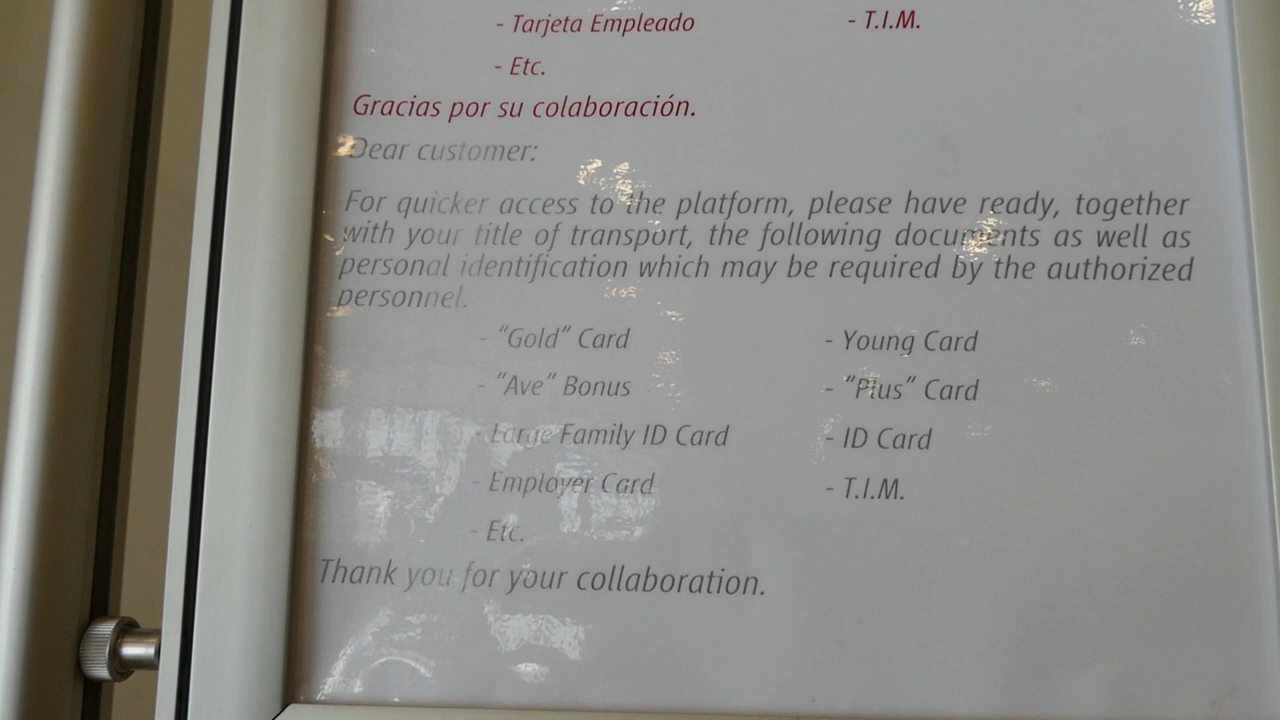 - Tarjeta Empleado - T.I.M.
- Etc.
Gracias por su colaboración.
Dear customer:
For quicker access to the platform, please have ready, together
with your title of transport, the following documents as well as
personal identification which may be required by the authorized
personnel.
- "Gold" Card - Young Card
- "Ave" Bonus - "Plus" Card
- Large Family ID Card - ID Card
- Employer Card - T.I.M.
- Etc.
Thank you for your collaboration.